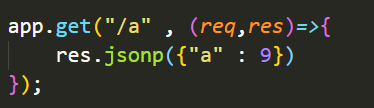 app.get("/a" , (req,res)=>{
    res.jsonp({"a" : 9})
});